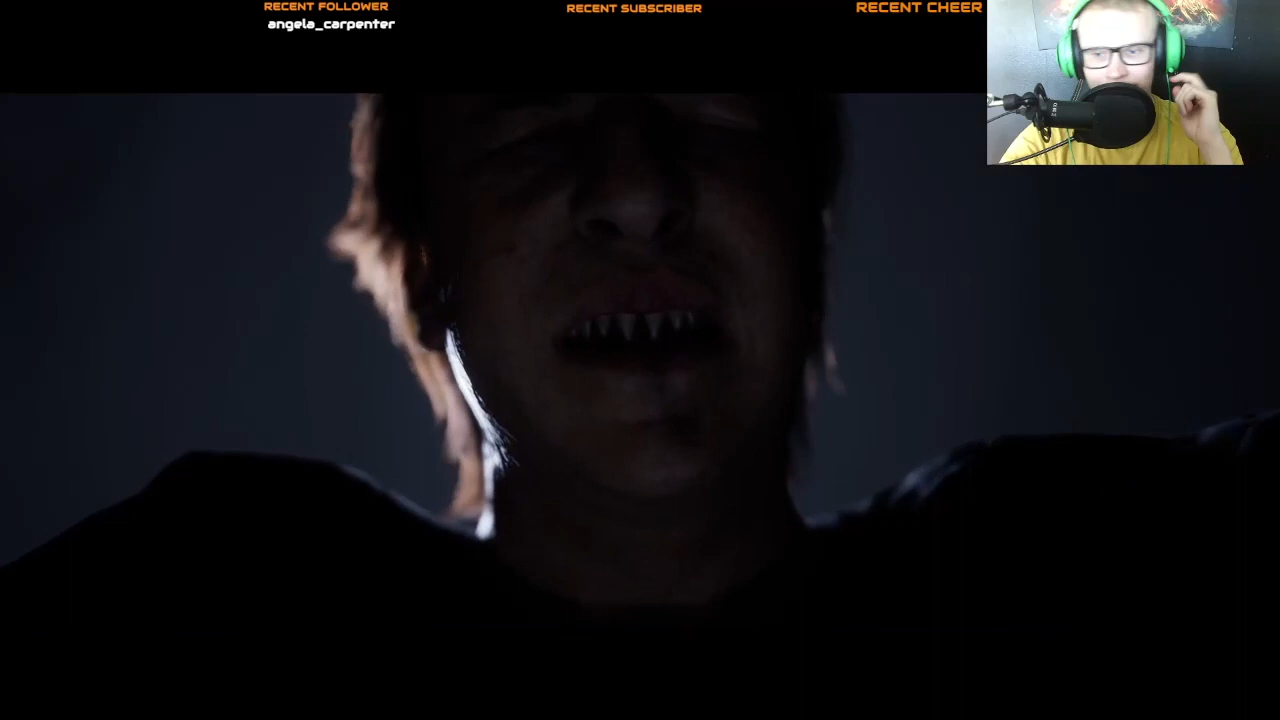 RECENT FOLLOWER
angela_carpenter
RECENT SUBSCRIBER
RECENT CHEER